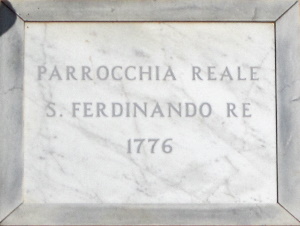 PARROCCHIA REALE
S. FERDINANDO RE
1776